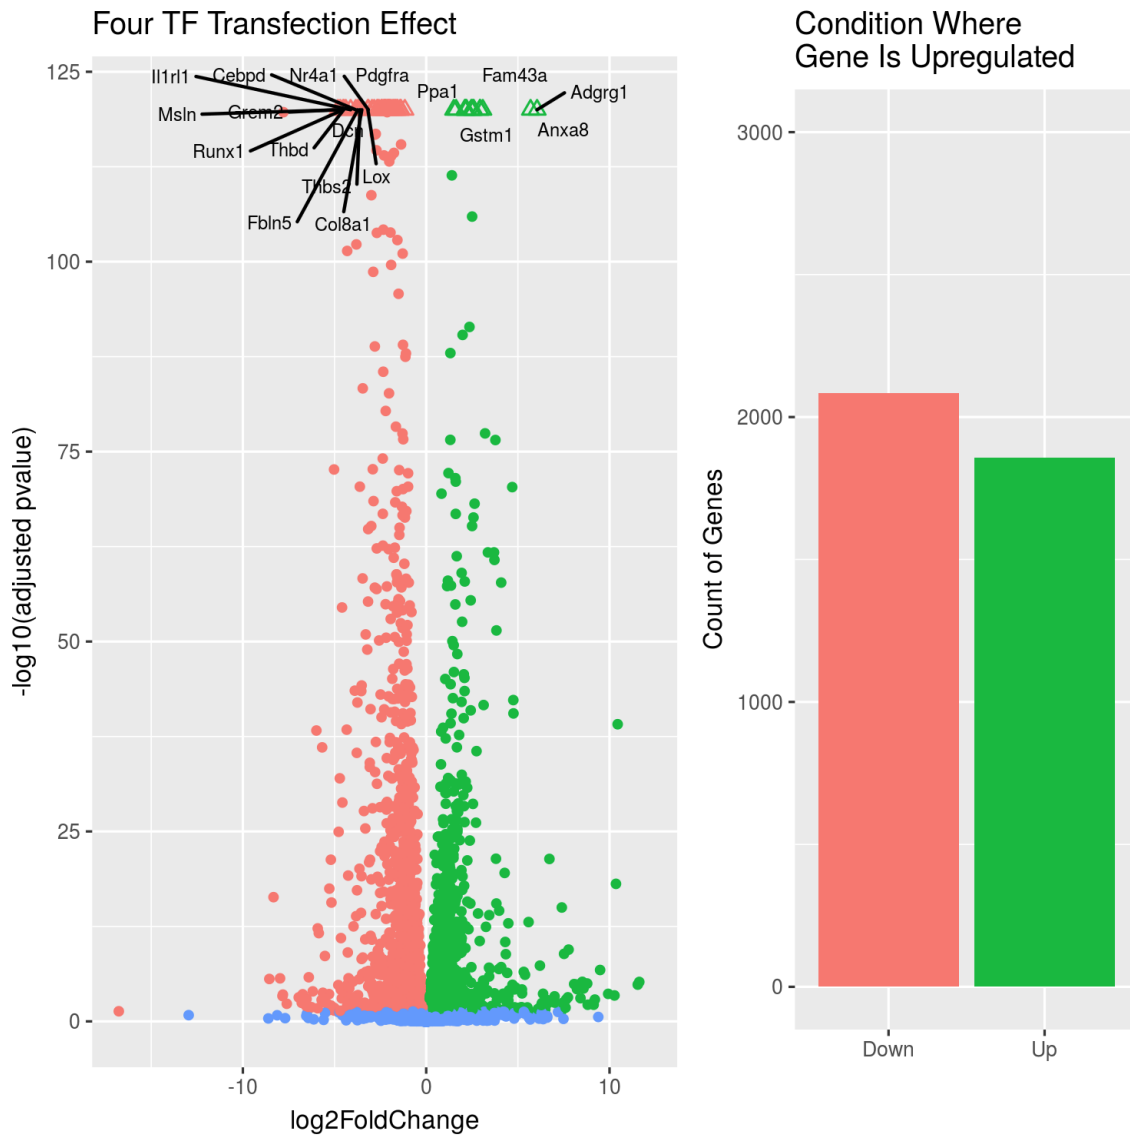 Four TF Transfection Effect
Condition Where
Gene Is Upregulated
125
100
75
50
25
0
-log10(adjusted pvalue)
Il1rl1
Cebpd
Nr4a1
Pdgfra
Fam43a
Ppa1
Adgrg1
Msln
Grem2
Dcn
Gstm1
Anxa8
Runx1
Thbd
Thbs2
Lox
Fbln5
Col8a1
-10
0
10
log2FoldChange
3000
2000
1000
0
Count of Genes
Down
Up